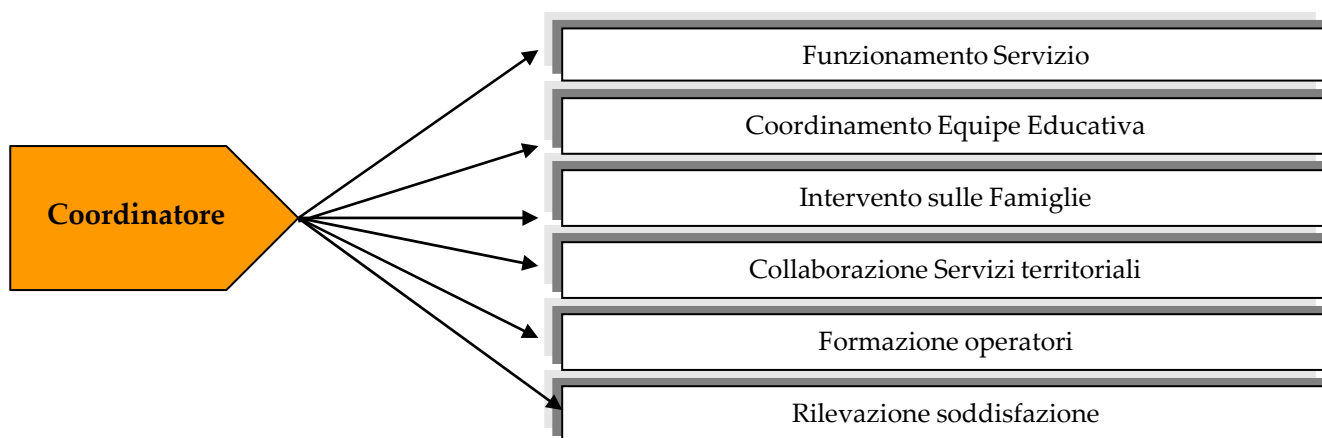 Funzionamento Servizio
Coordinamento Equipe Educativa
Intervento sulle Famiglie
Coordinatore
Collaborazione Servizi territoriali
Formazione operatori
Rilevazione soddisfazione